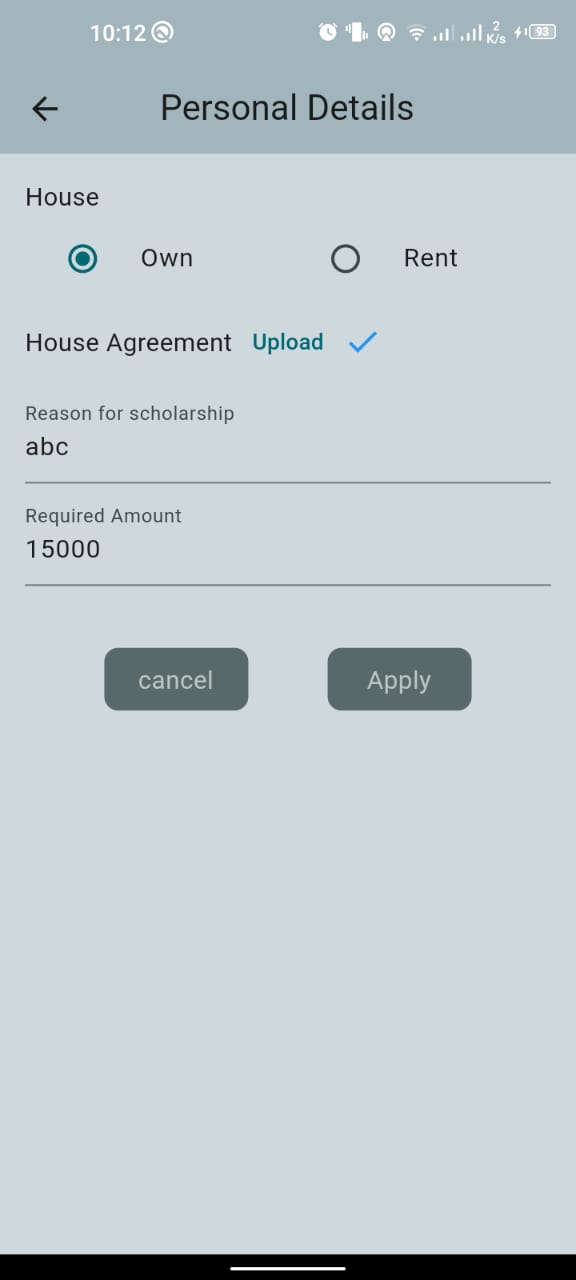 10:12 2 K/s 93
Personal Details
House
Own Rent
House Agreement Upload
Reason for scholarship
abc
Required Amount
15000
cancel Apply